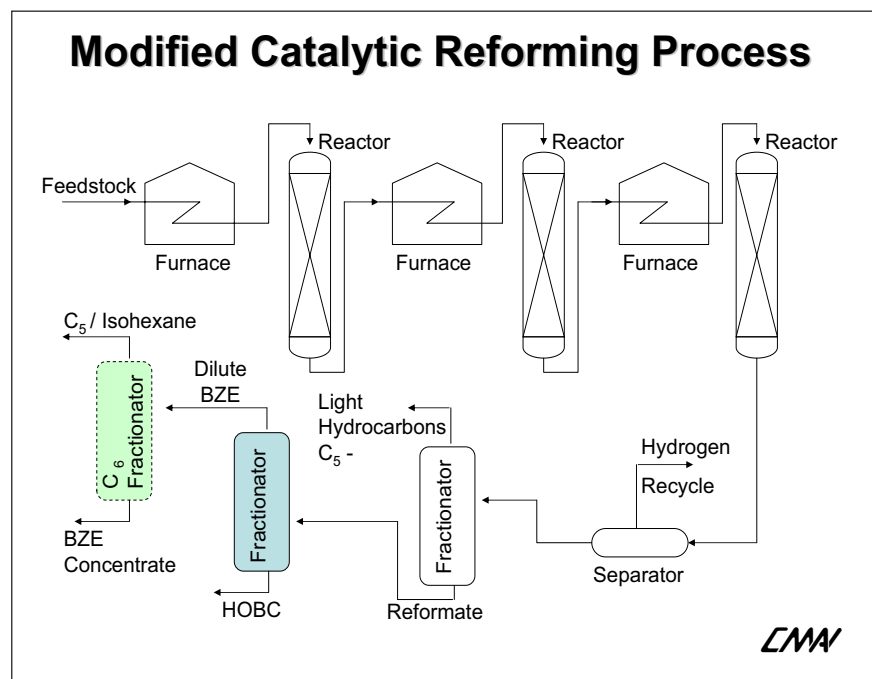 Modified Catalytic Reforming Process
Reactor
Reactor
Reactor
Feedstock
Furnace
Furnace
Furnace
C5 / Isohexane
Dilute
BZE
Light
Hydrocarbons
C5 -
Hydrogen
Recycle
C6
Fractionator
Fractionator
Fractionator
BZE
Concentrate
HOBC
Reformate
Separator
CMAI